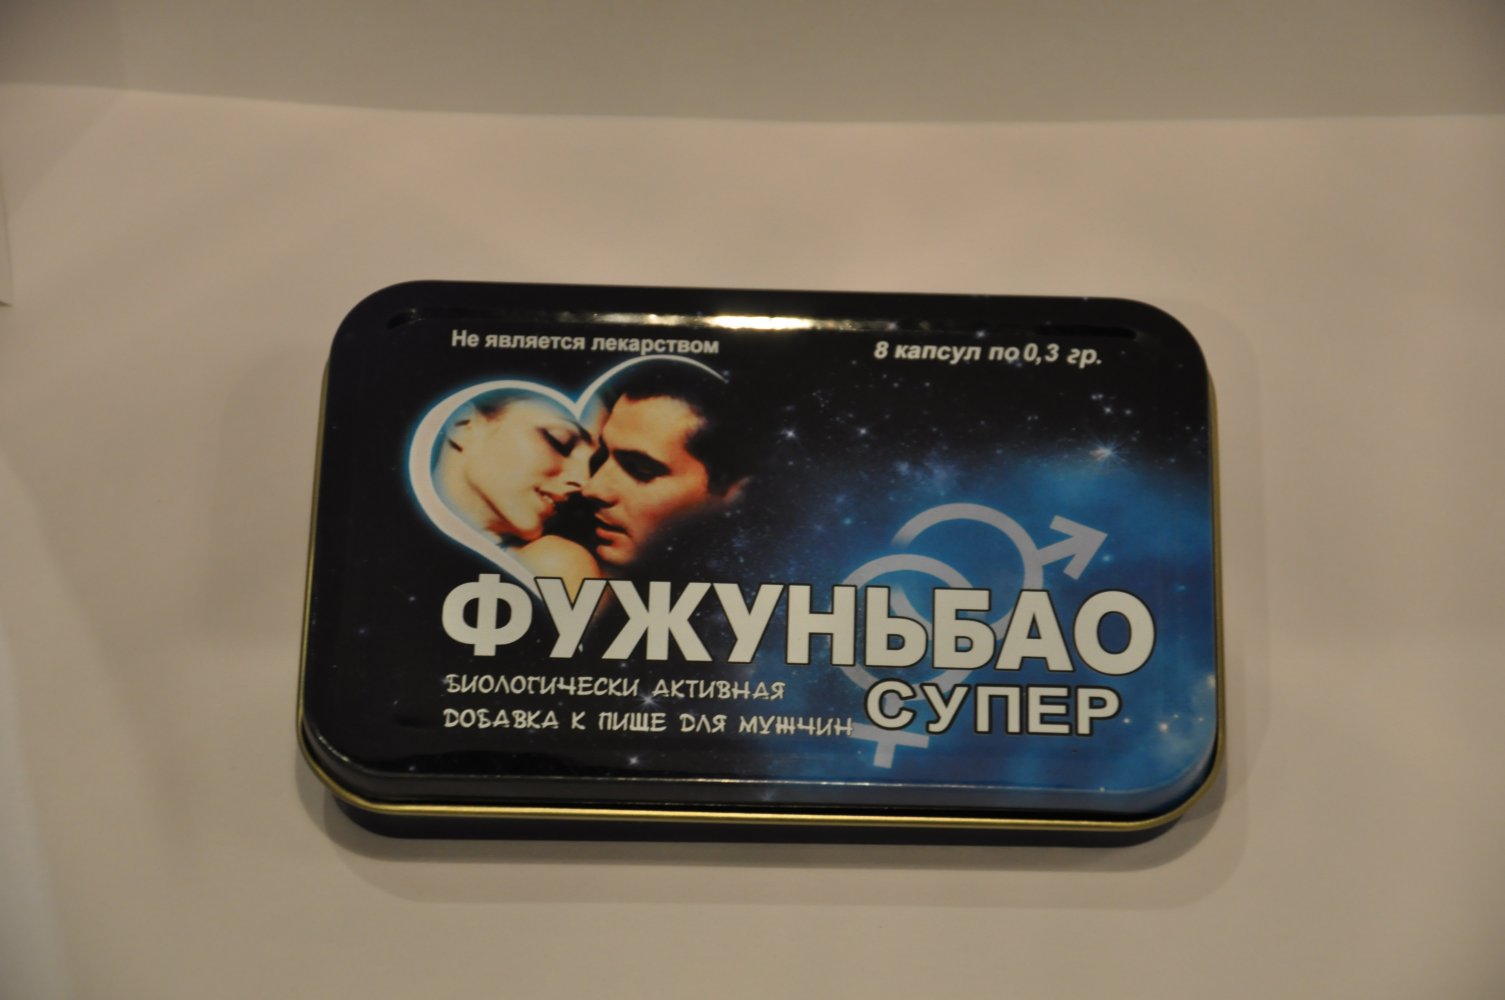 Не является лекарством
8 капсул по 0,3 гр.
ФУЖУНЬБАО
СУПЕР
БИОЛОГИЧЕСКИ АКТИВНАЯ
ДОБАВКА К ПИЩЕ ДЛЯ МУЖЧИН